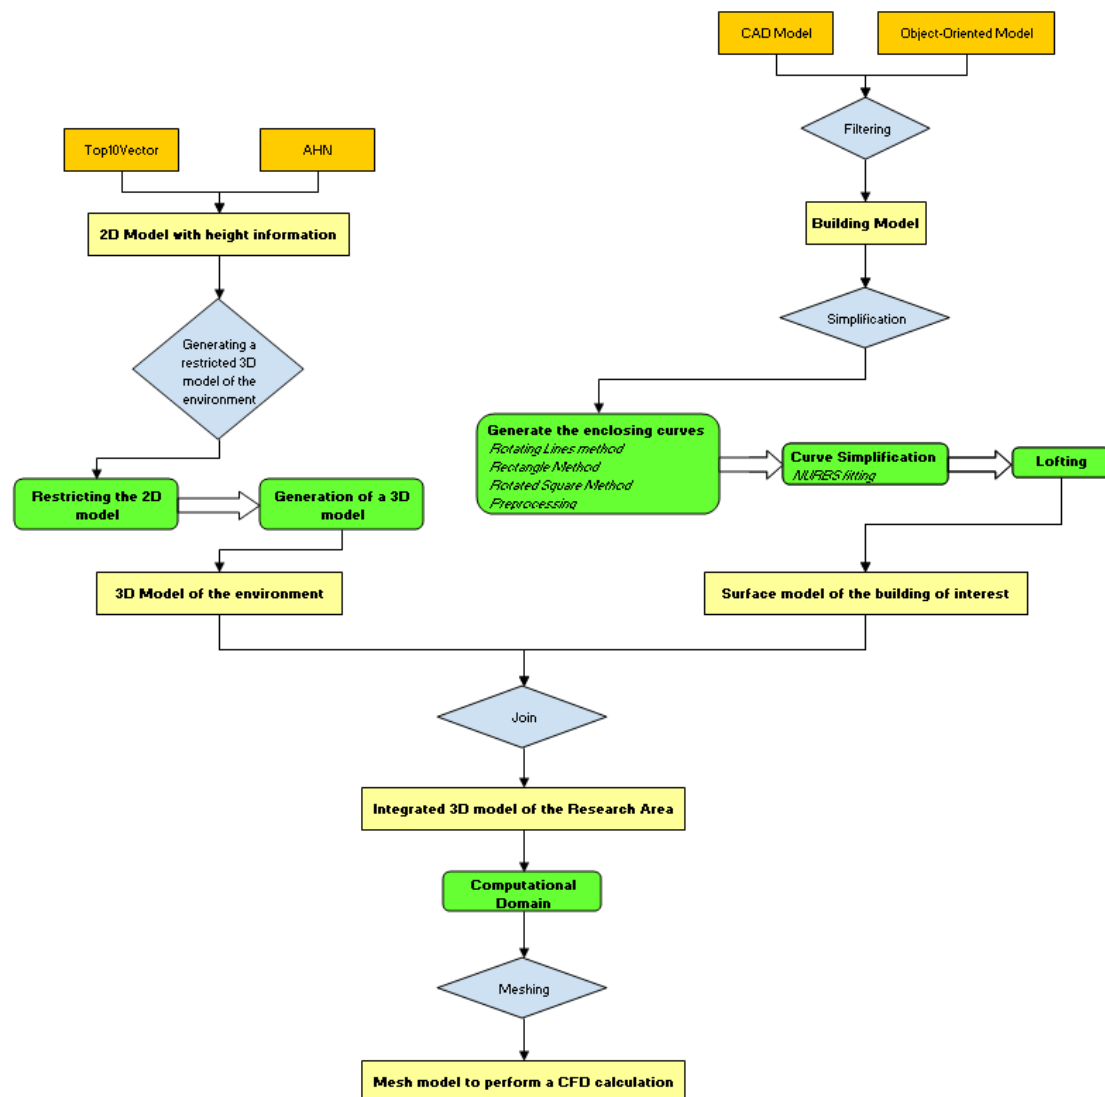 CAD Model
Object-Oriented Model
Filtering
Top10Vector
AHN
Building Model
2D Model with height information
Simplification
Generating a
restricted 3D
model of the
environment
Generate the enclosing curves
Rotating Lines method
Rectangle Method
Rotated Square Method
Preprocessing
Curve Simplification
NURBS fitting
Lofting
Restricting the 2D
model
Generation of a 3D
model
3D Model of the environment
Surface model of the building of interest
Join
Integrated 3D model of the Research Area
Computational
Domain
Meshing
Mesh model to perform a CFD calculation